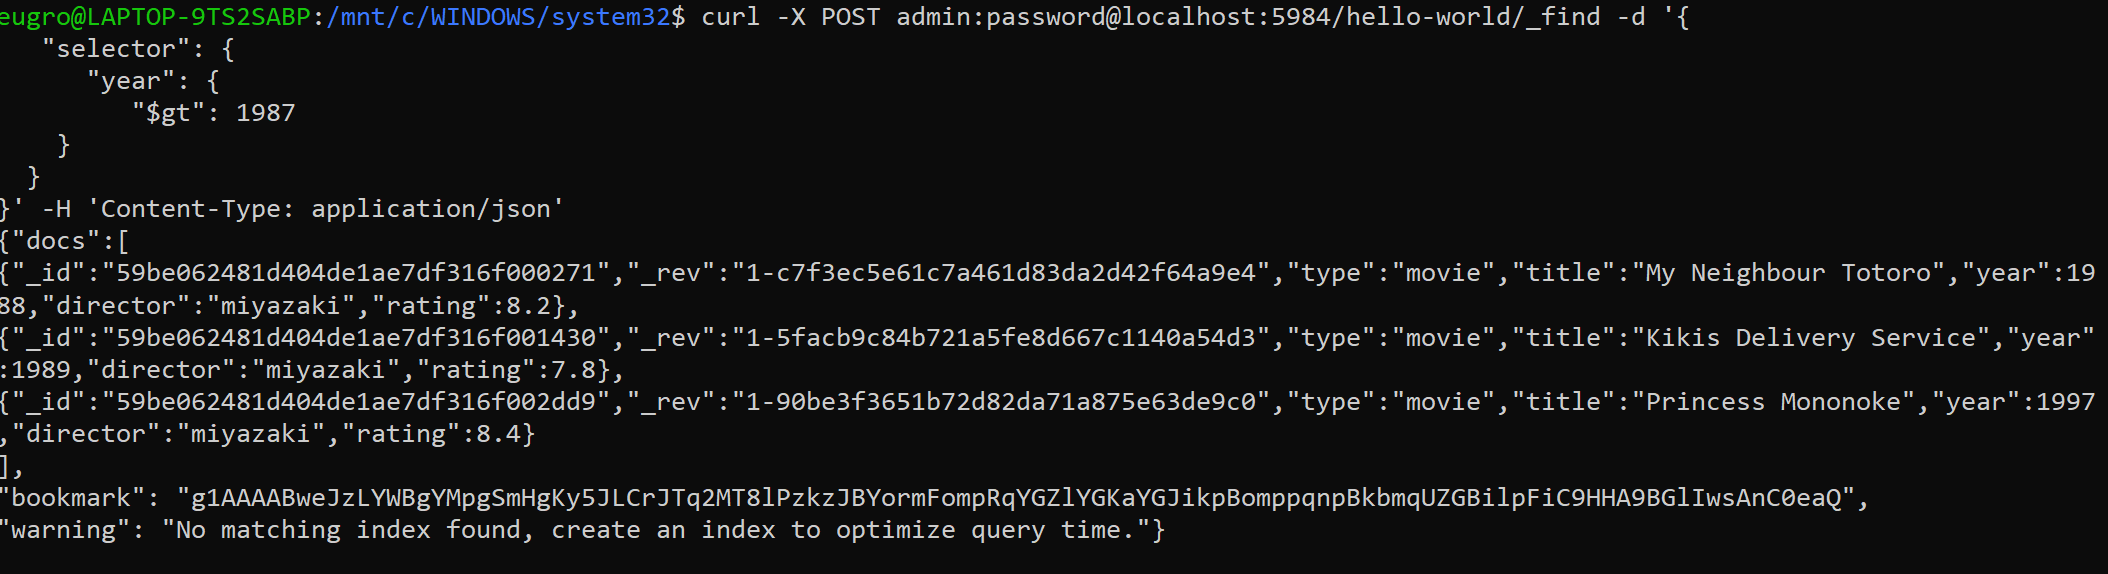 eugro@LAPTOP-9TS2SABP:/mnt/c/WINDOWS/system32$ curl -X POST admin:password@localhost:5984/hello-world/_find -d '{
   "selector": {
      "year": {
         "$gt": 1987
    }
  }
}' -H 'Content-Type: application/json'
{"docs":[
{"_id":"59be062481d404de1ae7df316f000271","_rev":"1-c7f3ec5e61c7a461d83da2d42f64a9e4","type":"movie","title":"My Neighbour Totoro","year":19
88,"director":"miyazaki","rating":8.2},
{"_id":"59be062481d404de1ae7df316f001430","_rev":"1-5facb9c84b721a5fe8d667c1140a54d3","type":"movie","title":"Kikis Delivery Service","year"
:1989,"director":"miyazaki","rating":7.8},
{"_id":"59be062481d404de1ae7df316f002dd9","_rev":"1-90be3f3651b72d82da71a875e63de9c0","type":"movie","title":"Princess Mononoke","year":1997
,"director":"miyazaki","rating":8.4}
],
"bookmark": "g1AAAABweJzLYWBgYMpgSmHgKy5JLCrJTq2MT8lPzkzJBYormFompRqYGZlYGKaYGJikpBomppqnpBkbmqUZGBilpFiC9HHA9BGlIwsAnC0eaQ",
"warning": "No matching index found, create an index to optimize query time."}